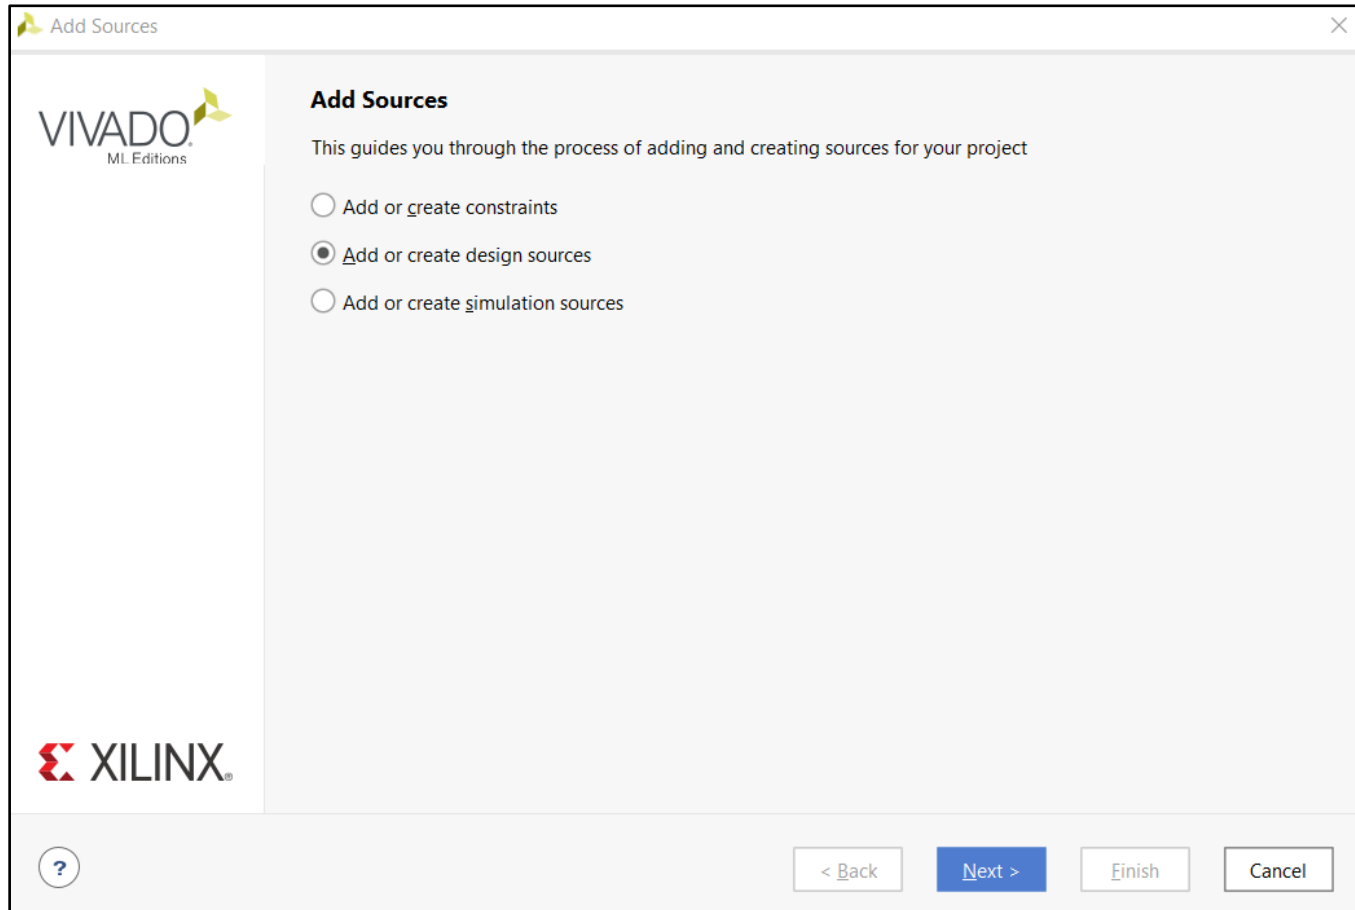 Add Sources
VIVADO.
ML Editions
Add Sources
This guides you through the process of adding and creating sources for your project
Add or create constraints
Add or create design sources
Add or create simulation sources
XILINX®
?
< Back
Next >
Finish
Cancel